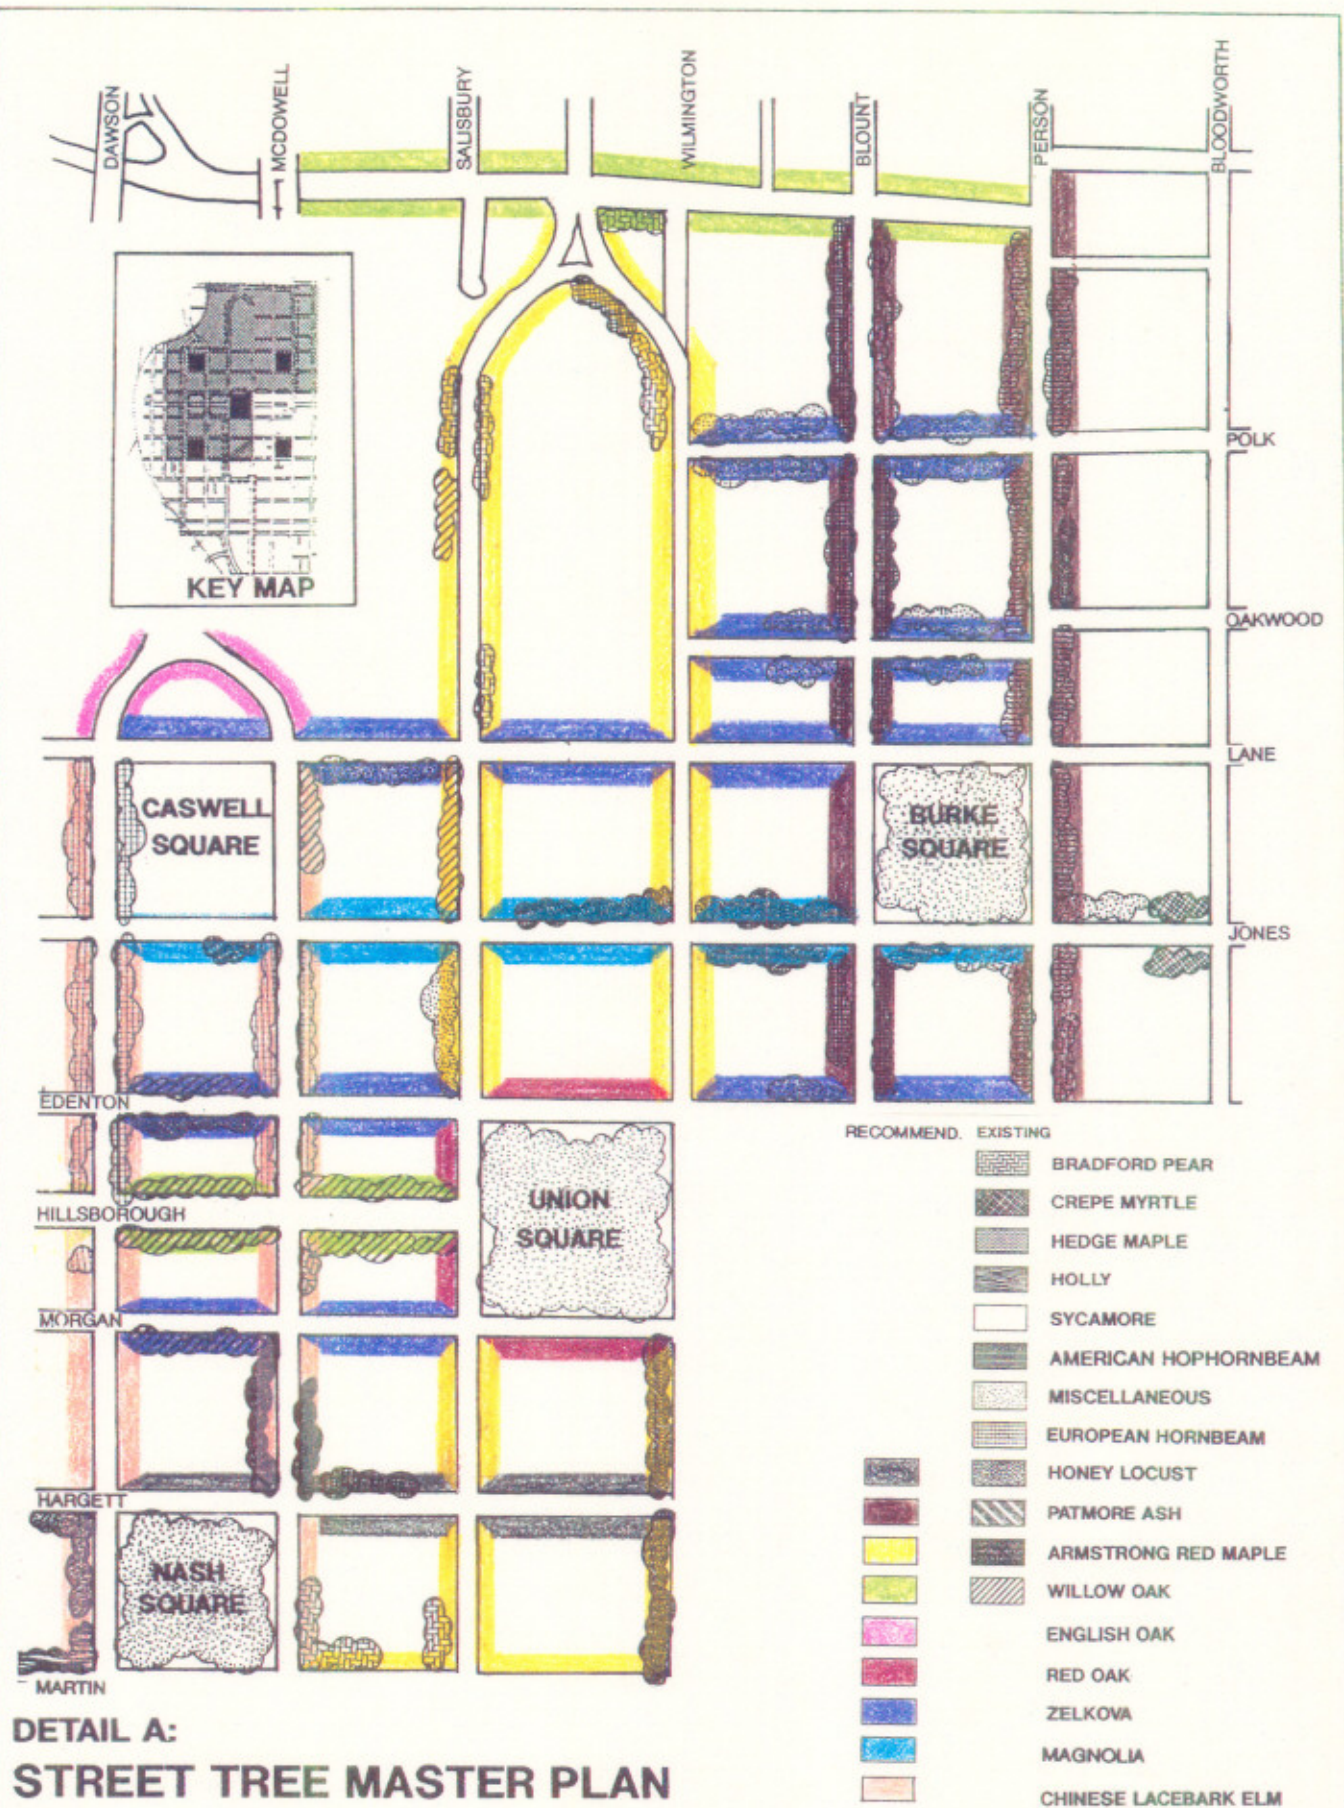 DAWSON
MCDOWELL
SALISBURY
WILMINGTON
BLOUNT
PERSON
BLOODWORTH
KEY MAP
POLK
OAKWOOD
LANE
CASWELL
SQUARE
BURKE
SQUARE
JONES
EDENTON
HILLSBOROUGH
UNION
SQUARE
MORGAN
HARGETT
NASH
SQUARE
MARTIN
RECOMMEND. EXISTING
BRADFORD PEAR
CREPE MYRTLE
HEDGE MAPLE
HOLLY
SYCAMORE
AMERICAN HOPHORNBEAM
MISCELLANEOUS
EUROPEAN HORNBEAM
HONEY LOCUST
PATMORE ASH
ARMSTRONG RED MAPLE
WILLOW OAK
ENGLISH OAK
RED OAK
ZELKOVA
MAGNOLIA
CHINESE LACEBARK ELM
DETAIL A:
STREET TREE MASTER PLAN